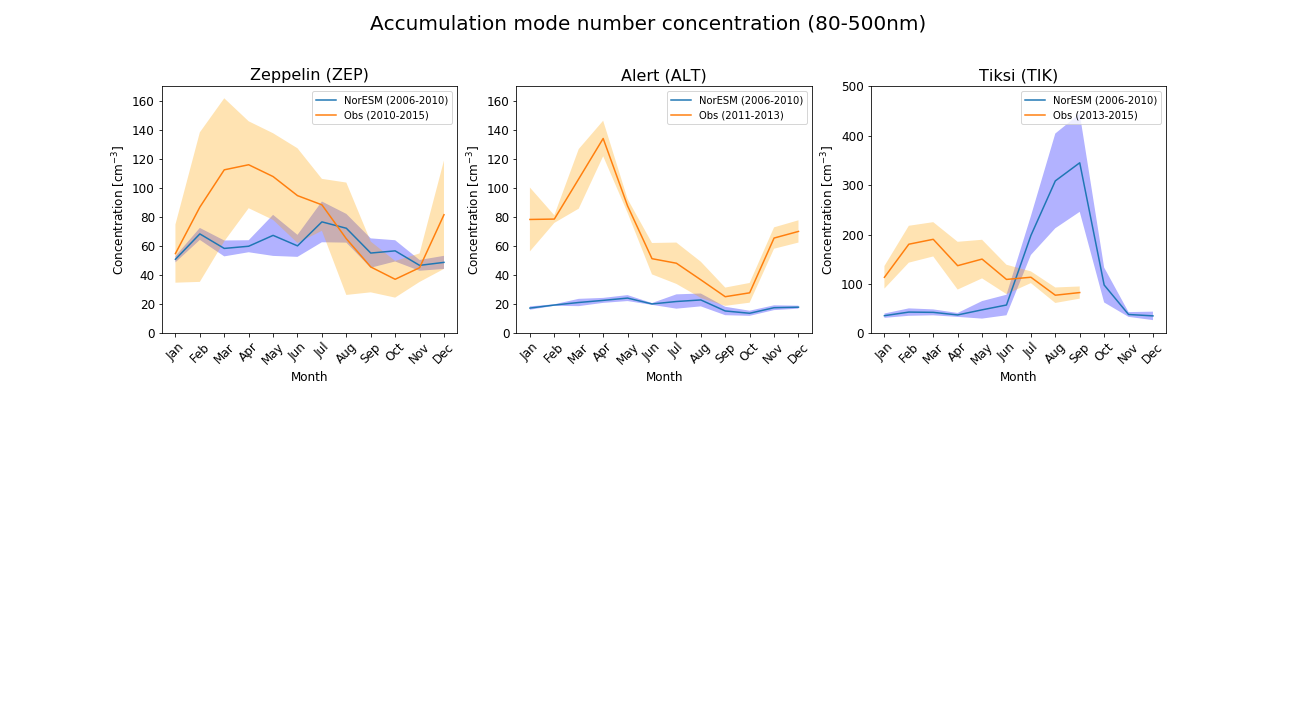 Accumulation mode number concentration (80-500nm)
Zeppelin (ZEP)
NorESM (2006-2010)
Obs (2010-2015)
Concentration [cm⁻³]
160
140
120
100
80
60
40
20
0
Jan Feb Mar Apr May Jun Jul Aug Sep Oct Nov Dec
Month
Alert (ALT)
NorESM (2006-2010)
Obs (2011-2013)
Concentration [cm⁻³]
160
140
120
100
80
60
40
20
0
Jan Feb Mar Apr May Jun Jul Aug Sep Oct Nov Dec
Month
Tiksi (TIK)
NorESM (2006-2010)
Obs (2013-2015)
Concentration [cm⁻³]
500
400
300
200
100
0
Jan Feb Mar Apr May Jun Jul Aug Sep Oct Nov Dec
Month